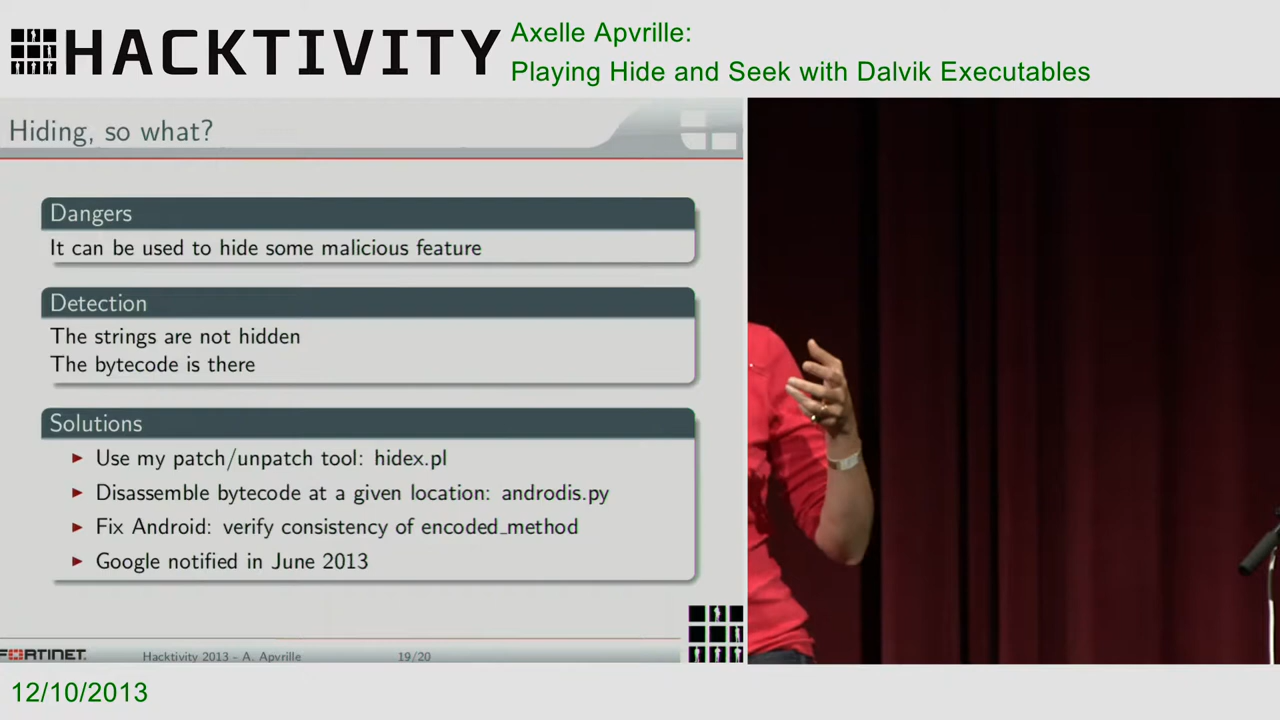 HACKTIVITY
Axelle Apvrille:
Playing Hide and Seek with Dalvik Executables
Hiding, so what?
Dangers
It can be used to hide some malicious feature
Detection
The strings are not hidden
The bytecode is there
Solutions
Use my patch/unpatch tool: hidex.pl
Disassemble bytecode at a given location: androdis.py
Fix Android: verify consistency of encoded_method
Google notified in June 2013
FORTINET. Hacktivity 2013 - A. Apvrille 19/20
12/10/2013